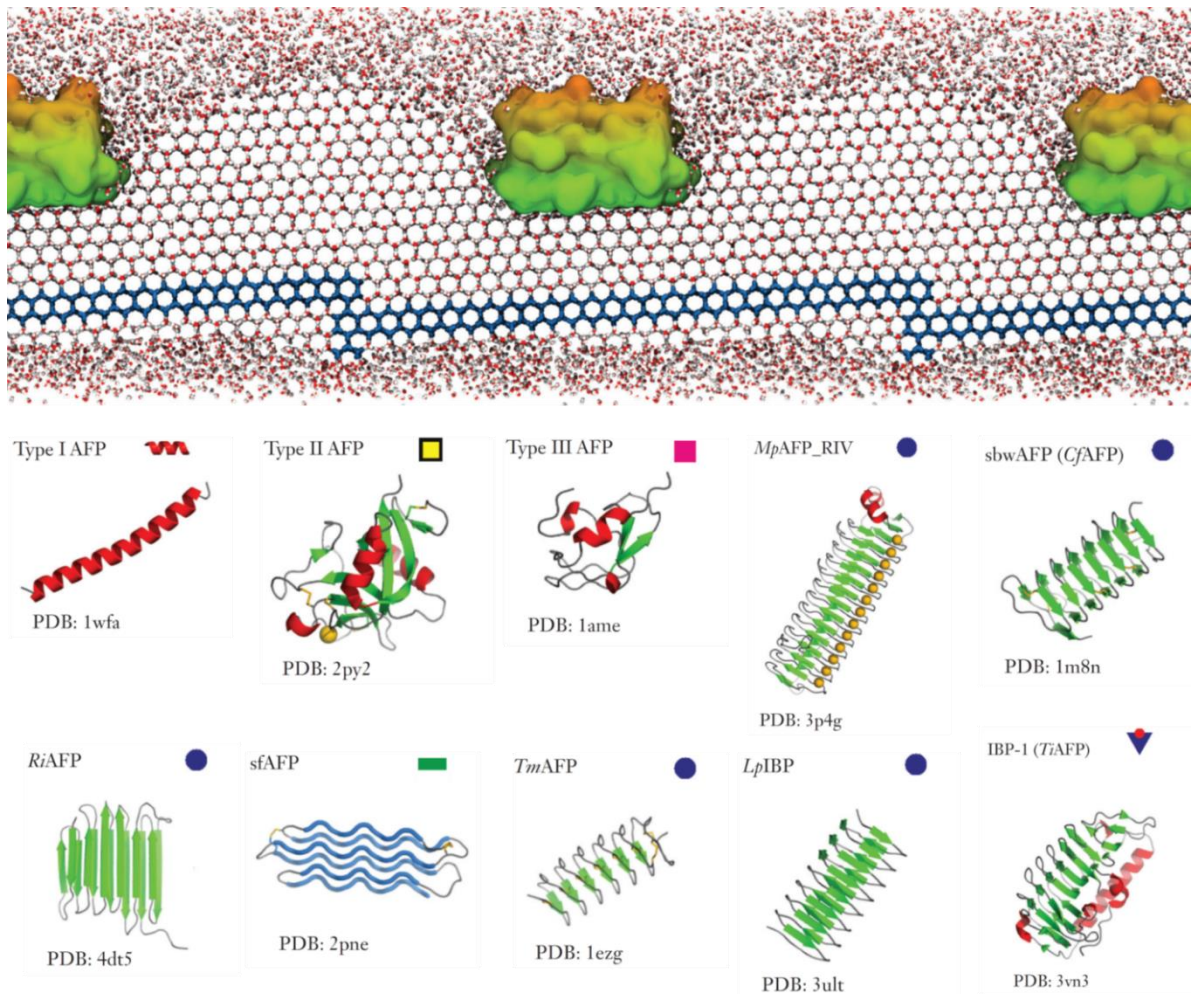 Type I AFP
PDB: 1wfa
Type II AFP
PDB: 2py2
Type III AFP
PDB: 1ame
MpAFP_RIV
PDB: 3p4g
sbwAFP (CfAFP)
PDB: 1m8n
RiAFP
PDB: 4dt5
sfAFP
PDB: 2pne
TmAFP
PDB: 1ezg
LpIBP
PDB: 3ult
IBP-1 (TiAFP)
PDB: 3vn3